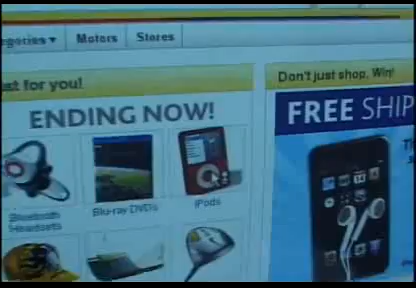 egories Motors Stores
ust for you!
Don't just shop, Win!
ENDING NOW!
FREE SHIP
Bluetooth Headsets
Blu-ray DVDs
iPods